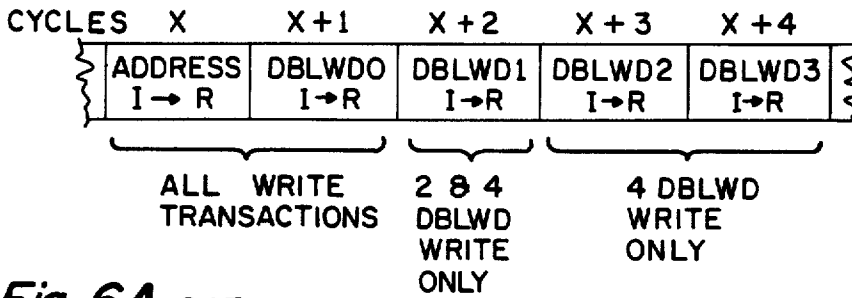 CYCLES X X+1 X+2 X+3 X+4
ADDRESS DBLWD0 DBLWD1 DBLWD2 DBLWD3
I→R I→R I→R I→R I→R
ALL WRITE 2 & 4 4 DBLWD
TRANSACTIONS DBLWD WRITE
WRITE ONLY
ONLY
Fig. 6A